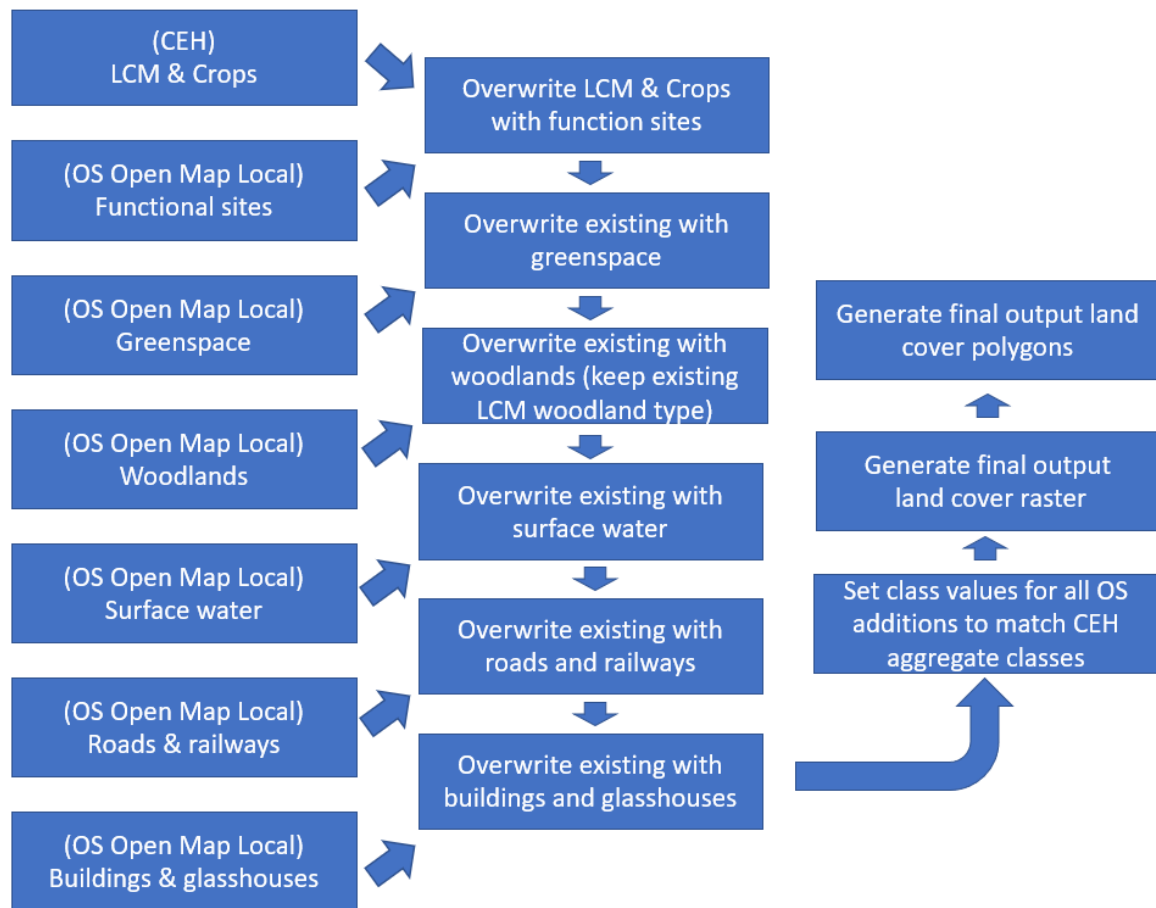 (CEH)
LCM & Crops
(OS Open Map Local)
Functional sites
(OS Open Map Local)
Greenspace
(OS Open Map Local)
Woodlands
(OS Open Map Local)
Surface water
(OS Open Map Local)
Roads & railways
(OS Open Map Local)
Buildings & glasshouses
Overwrite LCM & Crops
with function sites
Overwrite existing with
greenspace
Overwrite existing with
woodlands (keep existing
LCM woodland type)
Overwrite existing with
surface water
Overwrite existing with
roads and railways
Overwrite existing with
buildings and glasshouses
Set class values for all OS
additions to match CEH
aggregate classes
Generate final output
land cover raster
Generate final output land
cover polygons